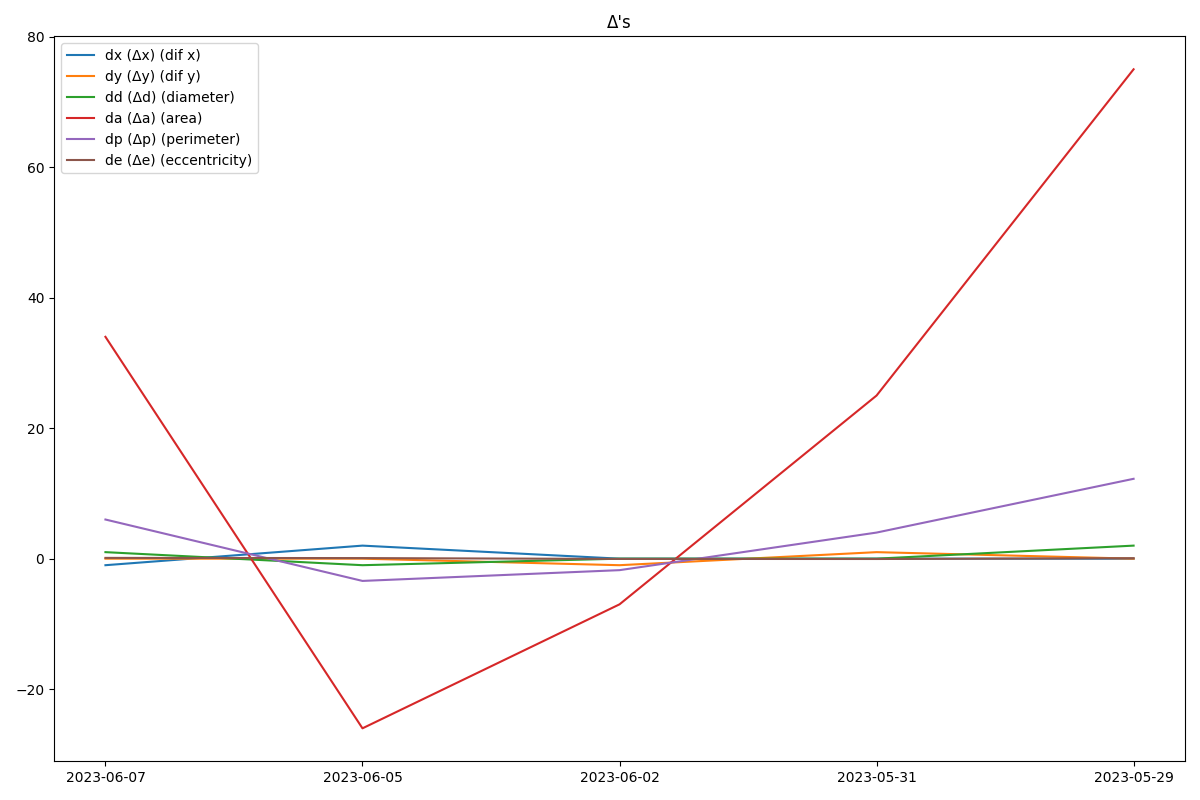 Δ's
80
60
40
20
0
−20
dx (Δx) (dif x)
dy (Δy) (dif y)
dd (Δd) (diameter)
da (Δa) (area)
dp (Δp) (perimeter)
de (Δe) (eccentricity)
2023-06-07
2023-06-05
2023-06-02
2023-05-31
2023-05-29